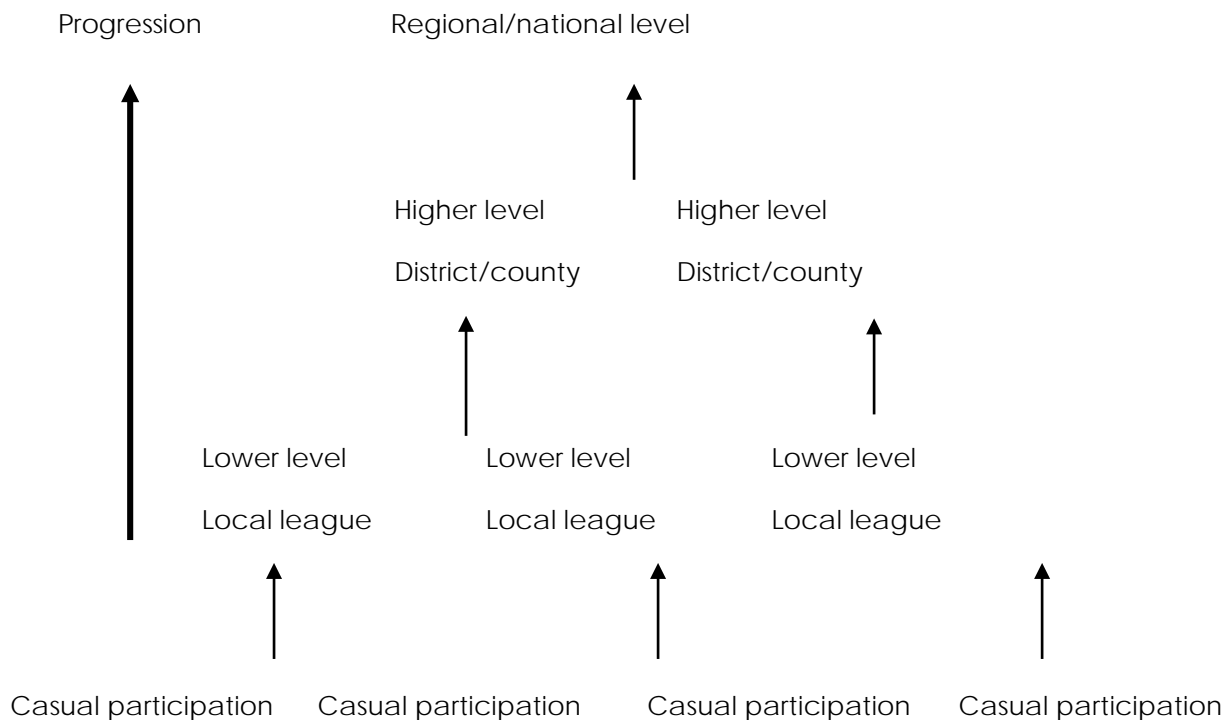 Progression Regional/national level
Higher level Higher level
District/county District/county
Lower level Lower level Lower level
Local league Local league Local league
Casual participation Casual participation Casual participation Casual participation